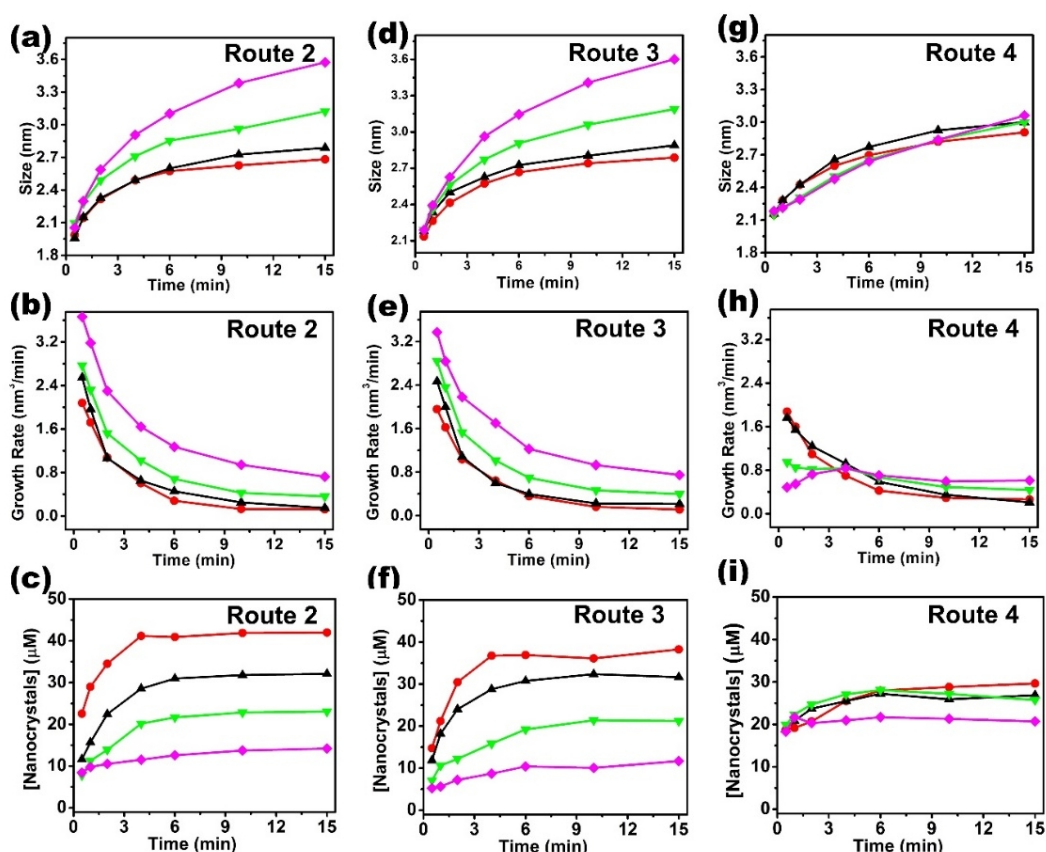 (a)
Route 2
3.6
3.3
3.0
2.7
2.4
2.1
1.8
Size (nm)
0 3 6 9 12 15
Time (min)
(d)
Route 3
3.6
3.3
3.0
2.7
2.4
2.1
Size (nm)
0 3 6 9 12 15
Time (min)
(g)
Route 4
3.6
3.3
3.0
2.7
2.4
2.1
1.8
Size (nm)
0 3 6 9 12 15
Time (min)
(b)
Route 2
3.2
2.4
1.6
0.8
0.0
Growth Rate (nm³/min)
0 3 6 9 12 15
Time (min)
(e)
Route 3
3.2
2.4
1.6
0.8
0.0
Growth Rate (nm³/min)
0 3 6 9 12 15
Time (min)
(h)
Route 4
3.2
2.4
1.6
0.8
0.0
Growth Rate (nm³/min)
0 3 6 9 12 15
Time (min)
(c)
Route 2
50
40
30
20
10
0
[Nanocrystals] (μM)
0 3 6 9 12 15
Time (min)
(f)
Route 3
50
40
30
20
10
0
[Nanocrystals] (μM)
0 3 6 9 12 15
Time (min)
(i)
Route 4
50
40
30
20
10
0
[Nanocrystals] (μM)
0 3 6 9 12 15
Time (min)